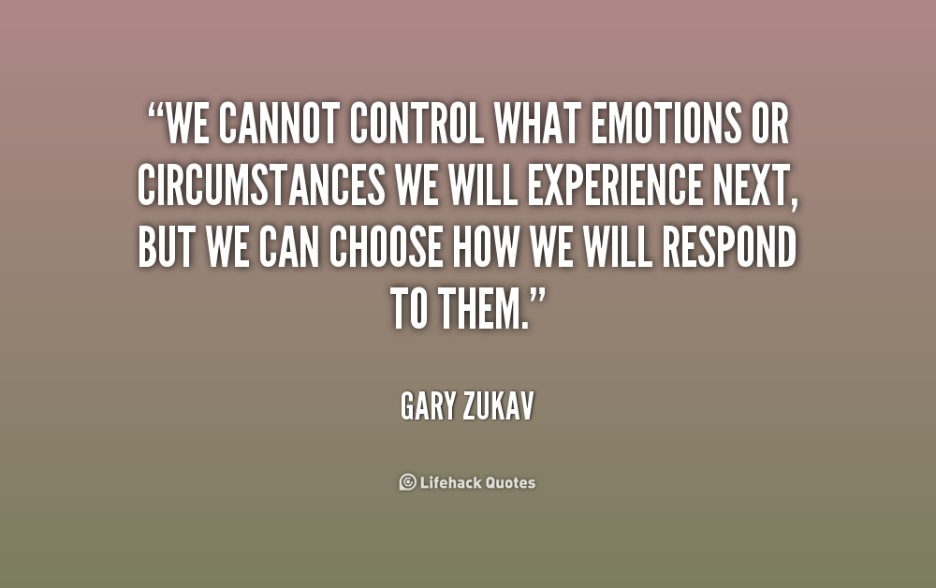 “WE CANNOT CONTROL WHAT EMOTIONS OR
CIRCUMSTANCES WE WILL EXPERIENCE NEXT,
BUT WE CAN CHOOSE HOW WE WILL RESPOND
TO THEM.”
GARY ZUKAV
Lifehack Quotes